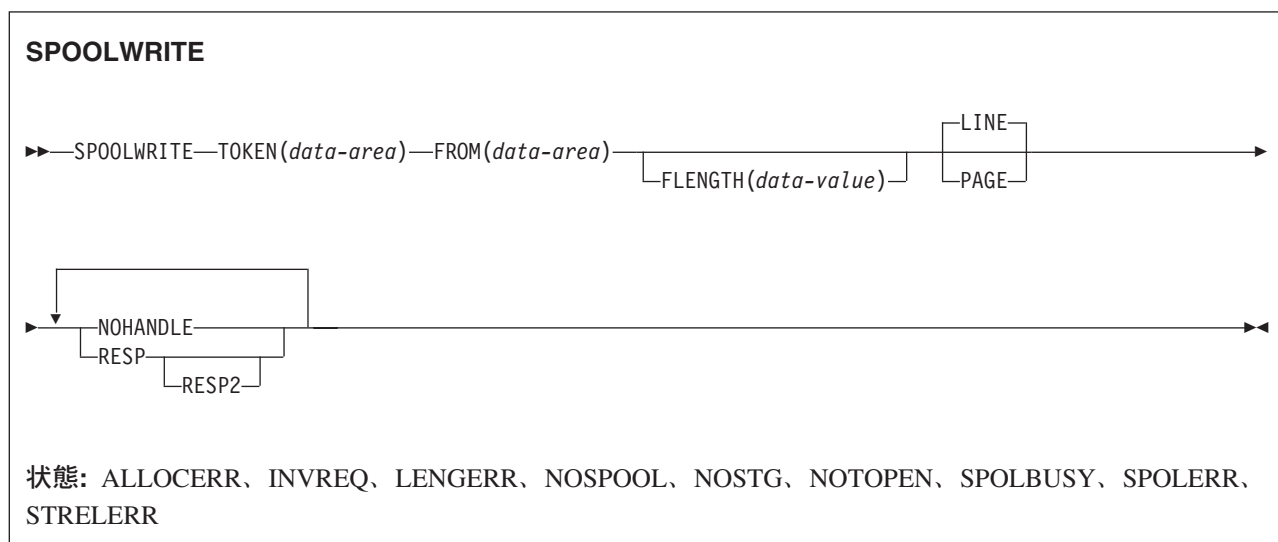 SPOOLWRITE
LINE
SPOOLWRITE TOKEN(data-area) FROM(data-area)
FLENGTH(data-value) PAGE
NOHANDLE
RESP
RESP2
状態: ALLOCERR、INVREQ、LENGERR、NOSPOOL、NOSTG、NOTOPEN、SPOLBUSY、SPOLERR、
STRELERR